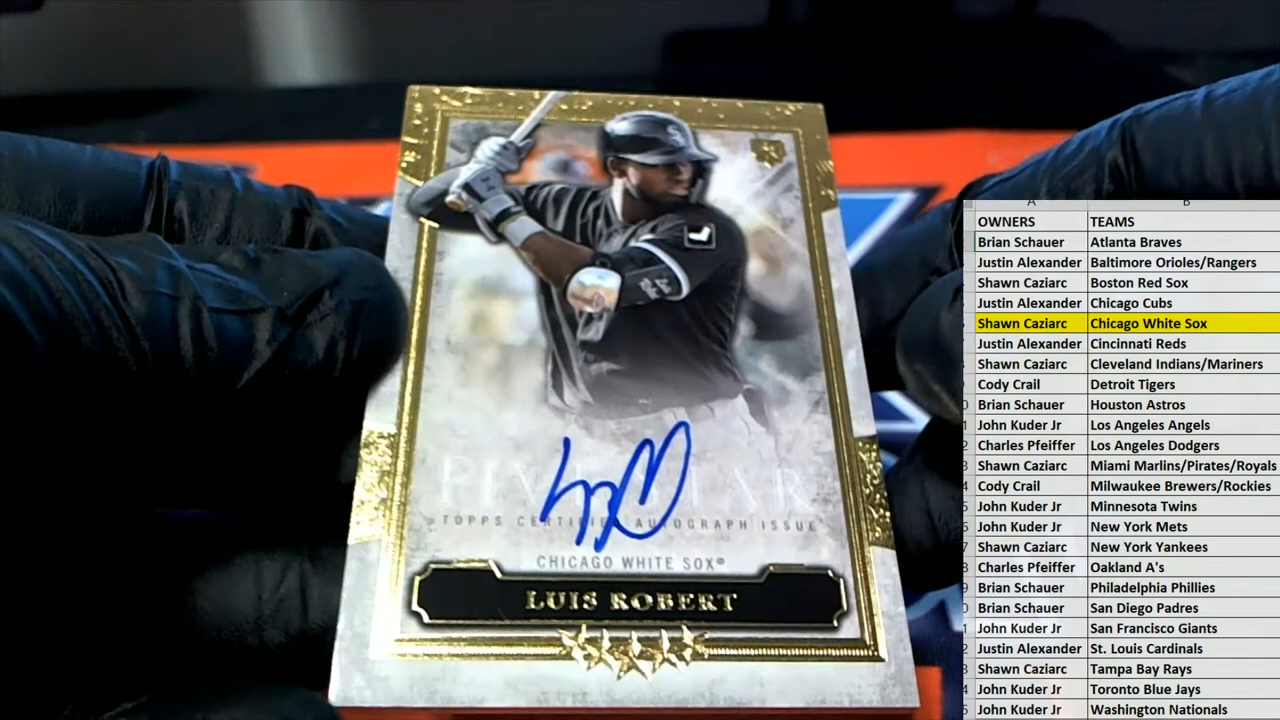 FIVE STAR
TOPPS CERTIFIED AUTOGRAPH ISSUE
CHICAGO WHITE SOX®
LUIS ROBERT
A B
OWNERS TEAMS
Brian Schauer Atlanta Braves
Justin Alexander Baltimore Orioles/Rangers
Shawn Caziarc Boston Red Sox
Justin Alexander Chicago Cubs
Shawn Caziarc Chicago White Sox
Justin Alexander Cincinnati Reds
Shawn Caziarc Cleveland Indians/Mariners
Cody Crail Detroit Tigers
Brian Schauer Houston Astros
John Kuder Jr Los Angeles Angels
Charles Pfeiffer Los Angeles Dodgers
Shawn Caziarc Miami Marlins/Pirates/Royals
Cody Crail Milwaukee Brewers/Rockies
John Kuder Jr Minnesota Twins
John Kuder Jr New York Mets
Shawn Caziarc New York Yankees
Charles Pfeiffer Oakland A's
Brian Schauer Philadelphia Phillies
Brian Schauer San Diego Padres
John Kuder Jr San Francisco Giants
Justin Alexander St. Louis Cardinals
Shawn Caziarc Tampa Bay Rays
John Kuder Jr Toronto Blue Jays
John Kuder Jr Washington Nationals